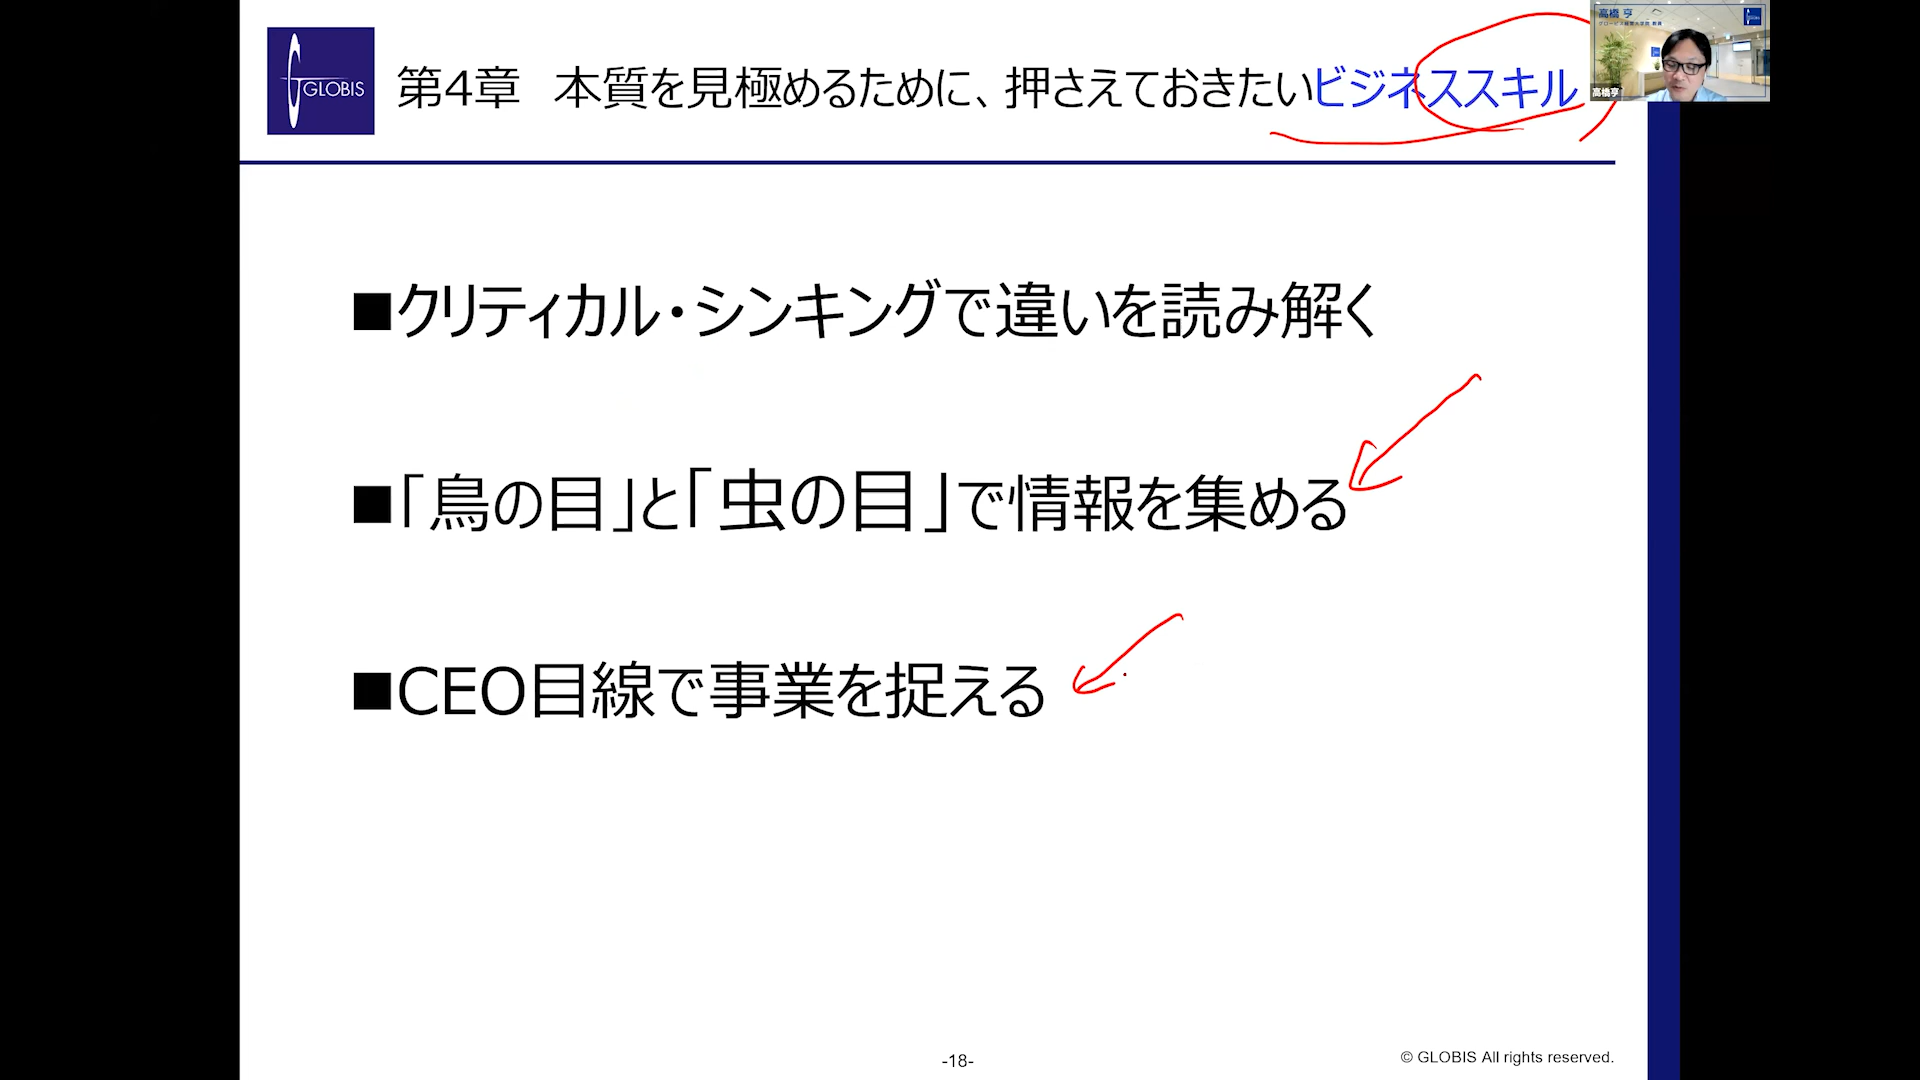 GLOBIS
第4章 本質を見極めるために、押さえておきたいビジネススキル
高橋 亨
高橋亨
■クリティカル・シンキングで違いを読み解く
■「鳥の目」と「虫の目」で情報を集める
■CEO目線で事業を捉える
-18-
© GLOBIS All rights reserved.